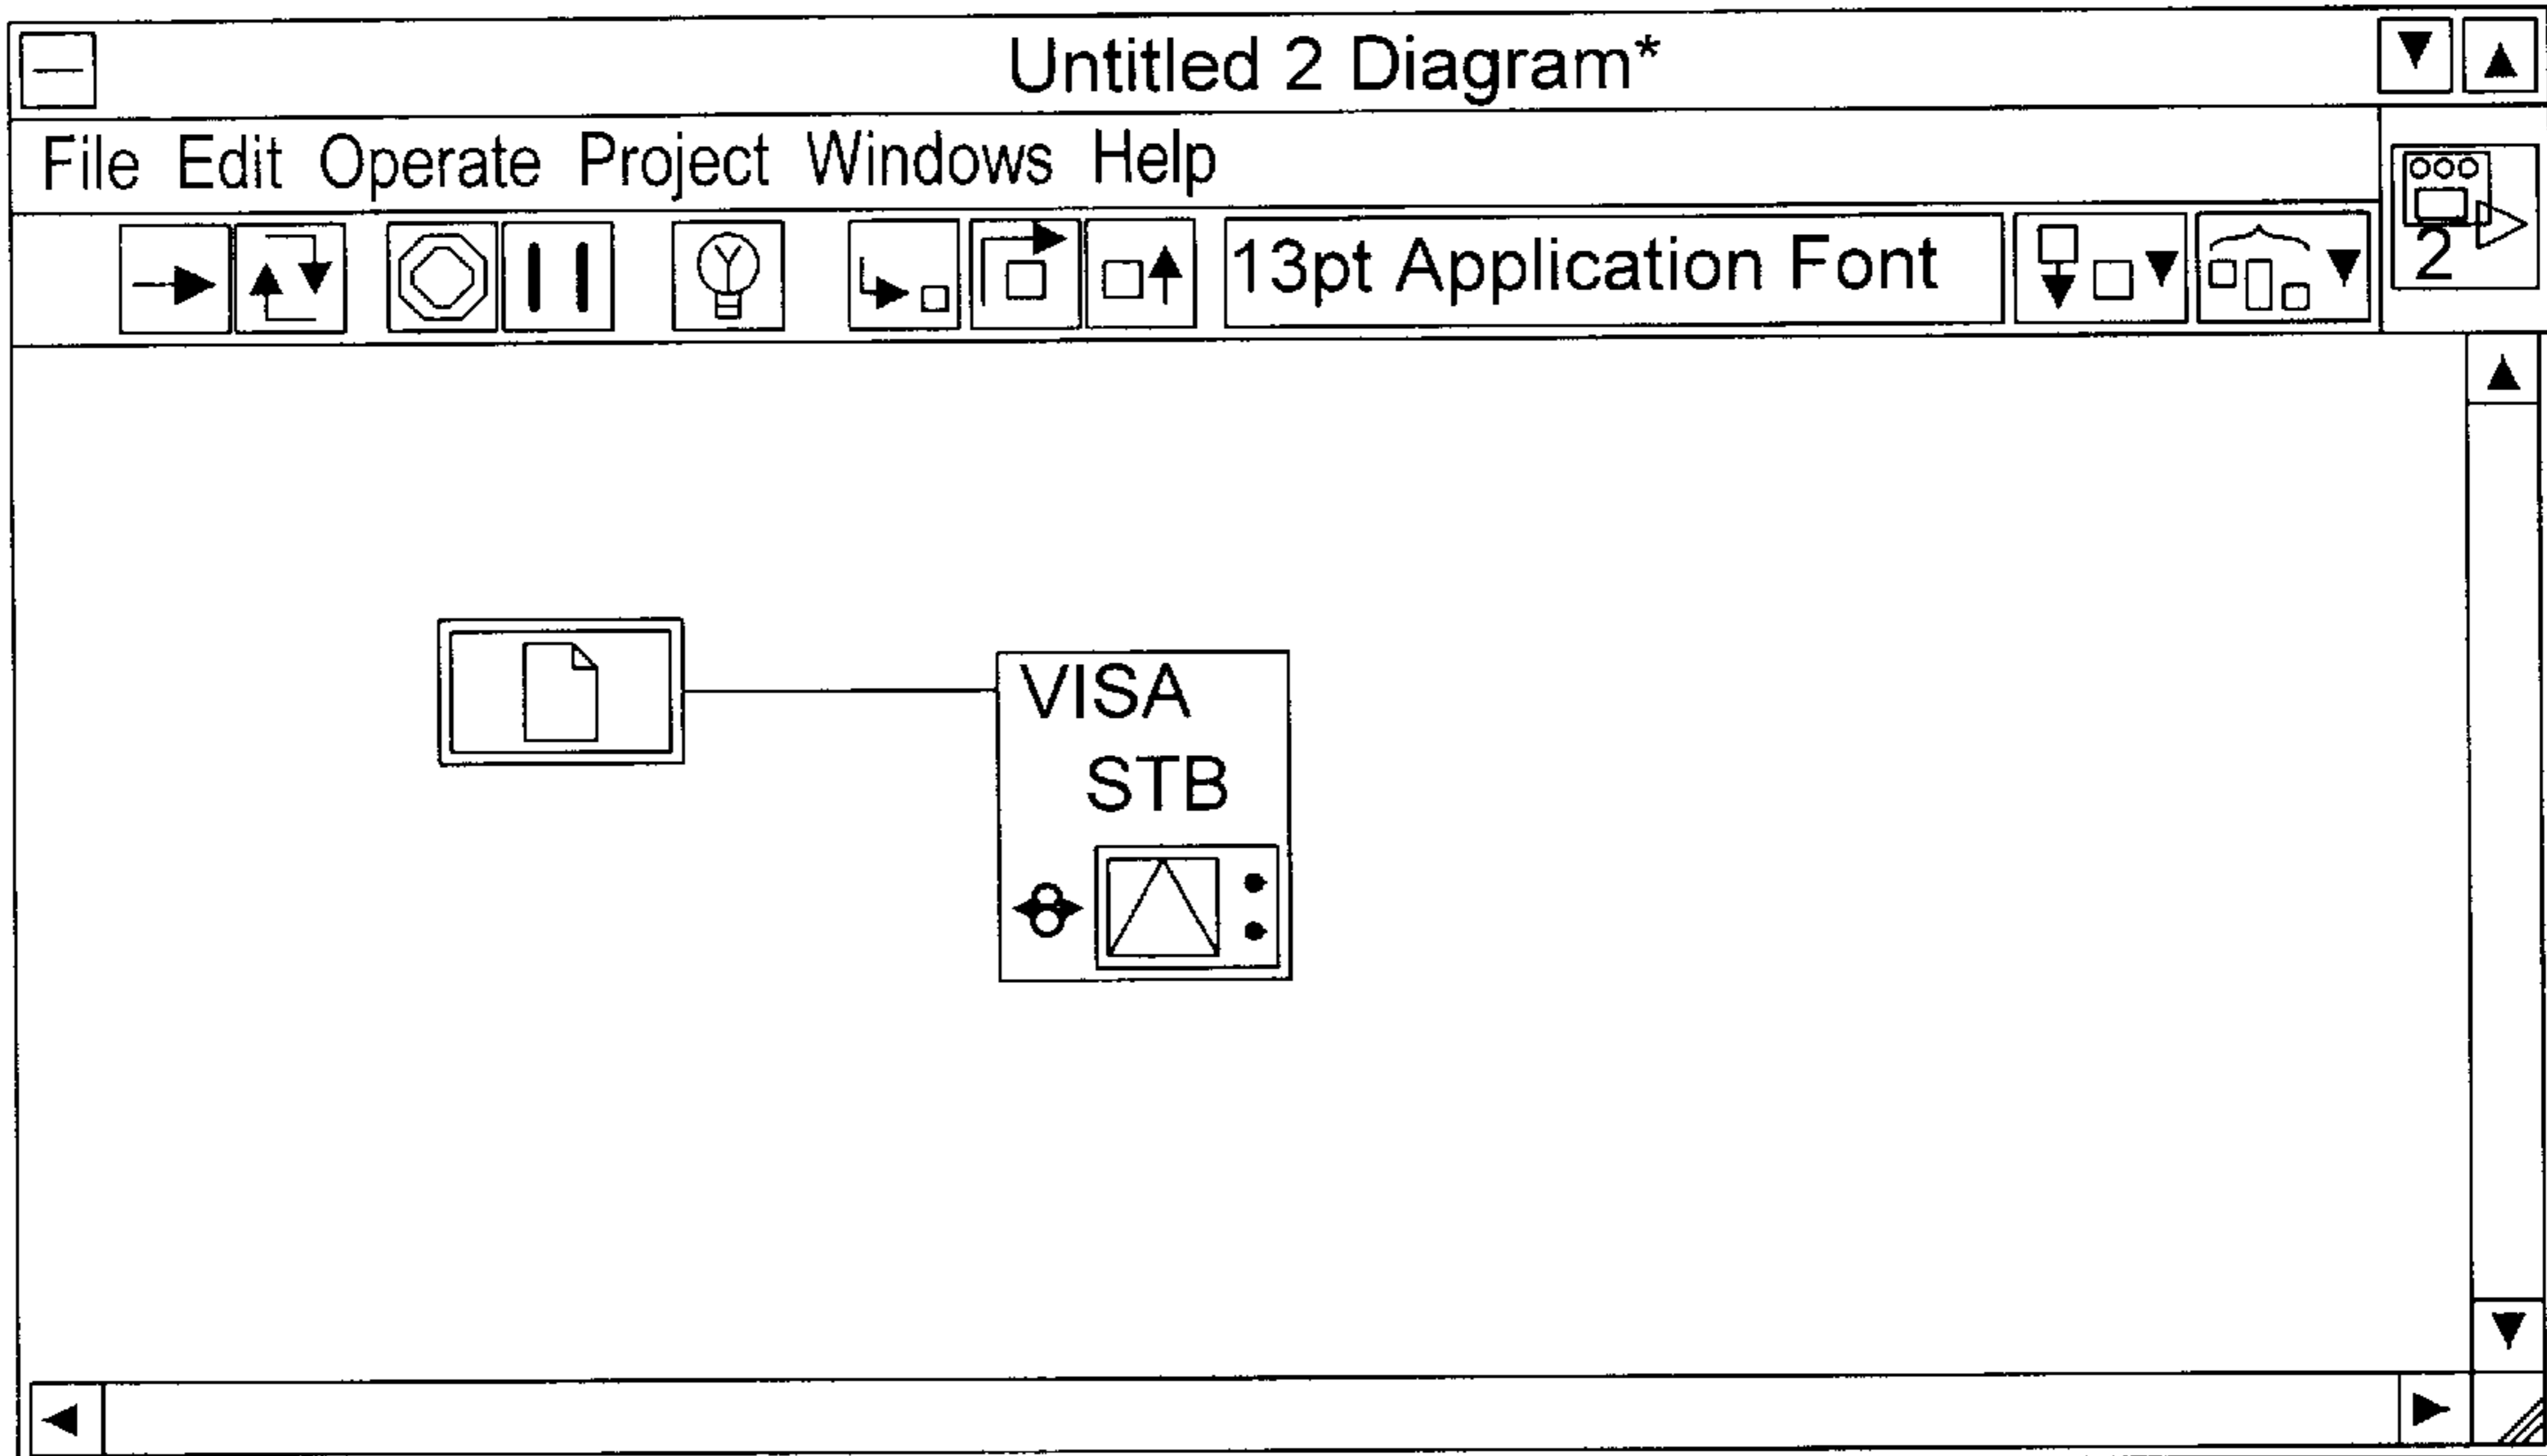 Untitled 2 Diagram*
File Edit Operate Project Windows Help
13pt Application Font
2
VISA
STB